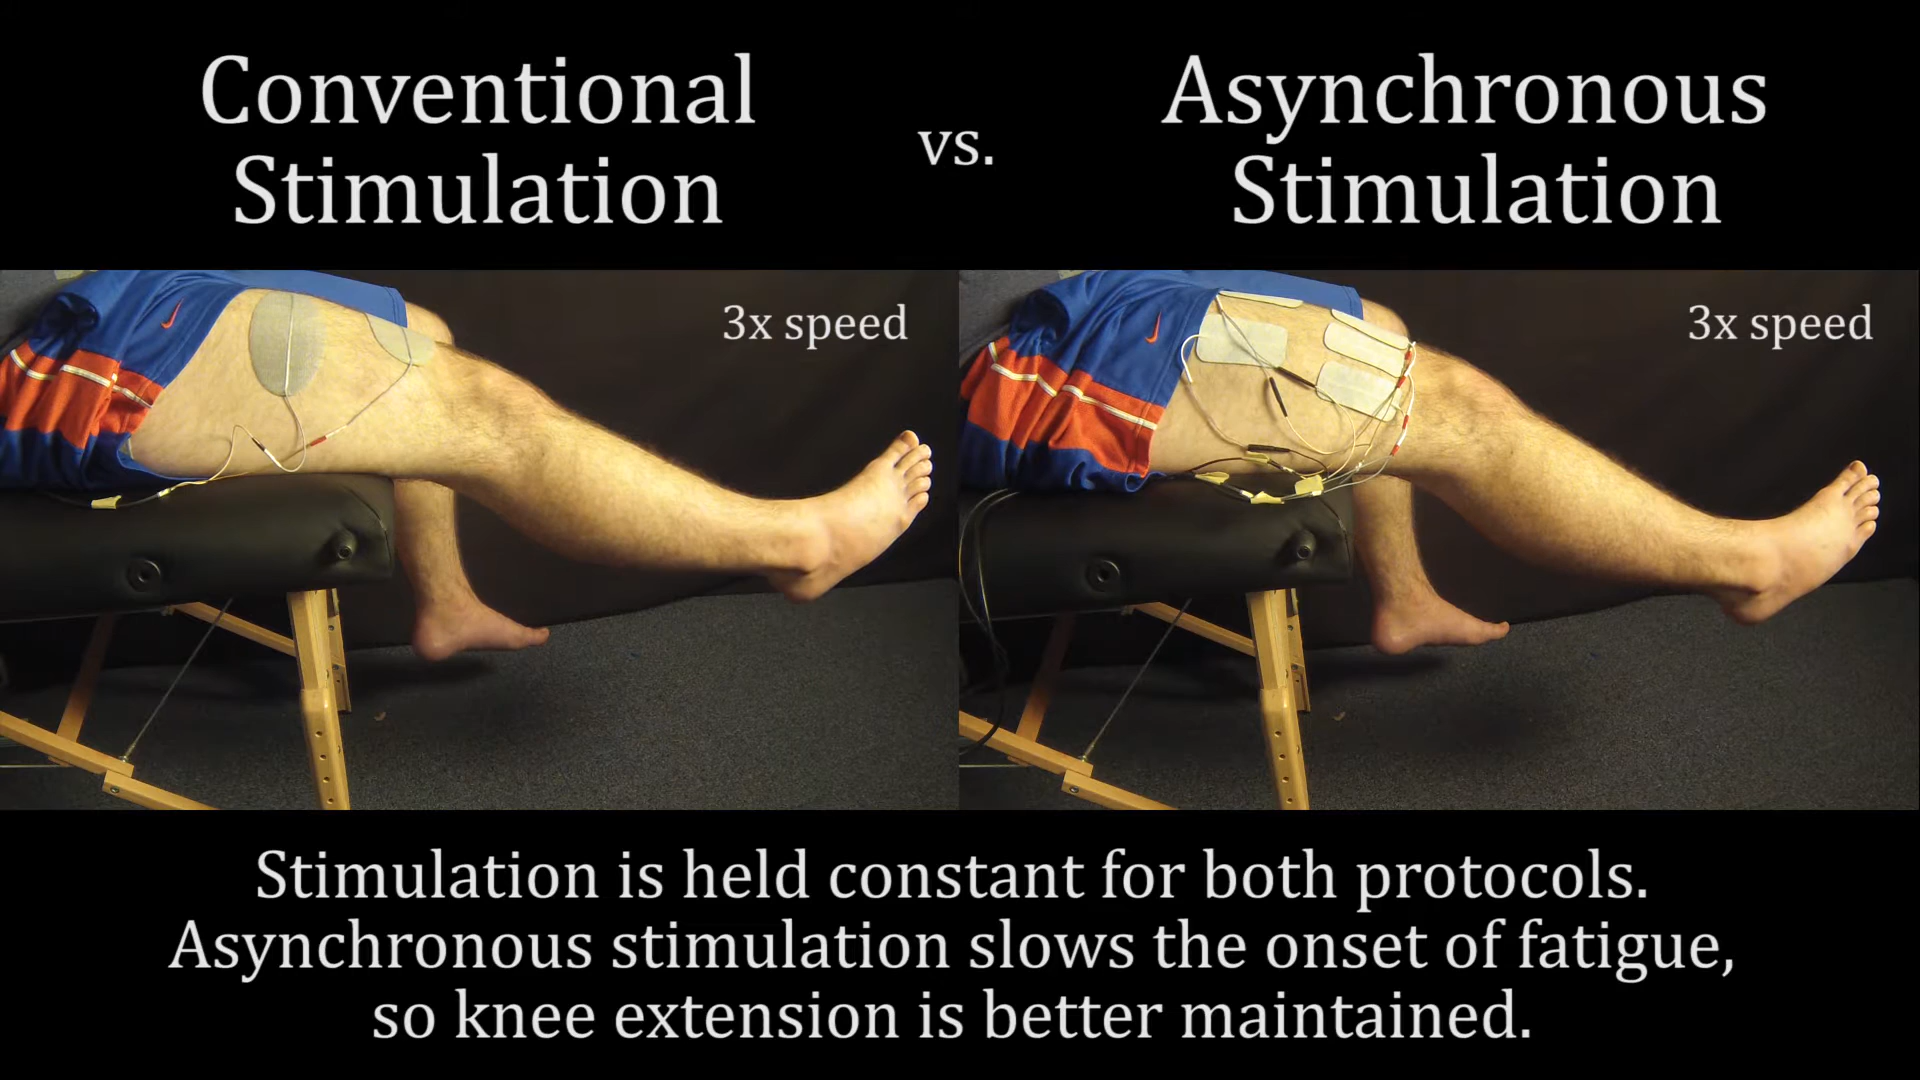 Conventional
Stimulation
vs.
Asynchronous
Stimulation
3x speed
3x speed
Stimulation is held constant for both protocols.
Asynchronous stimulation slows the onset of fatigue,
so knee extension is better maintained.